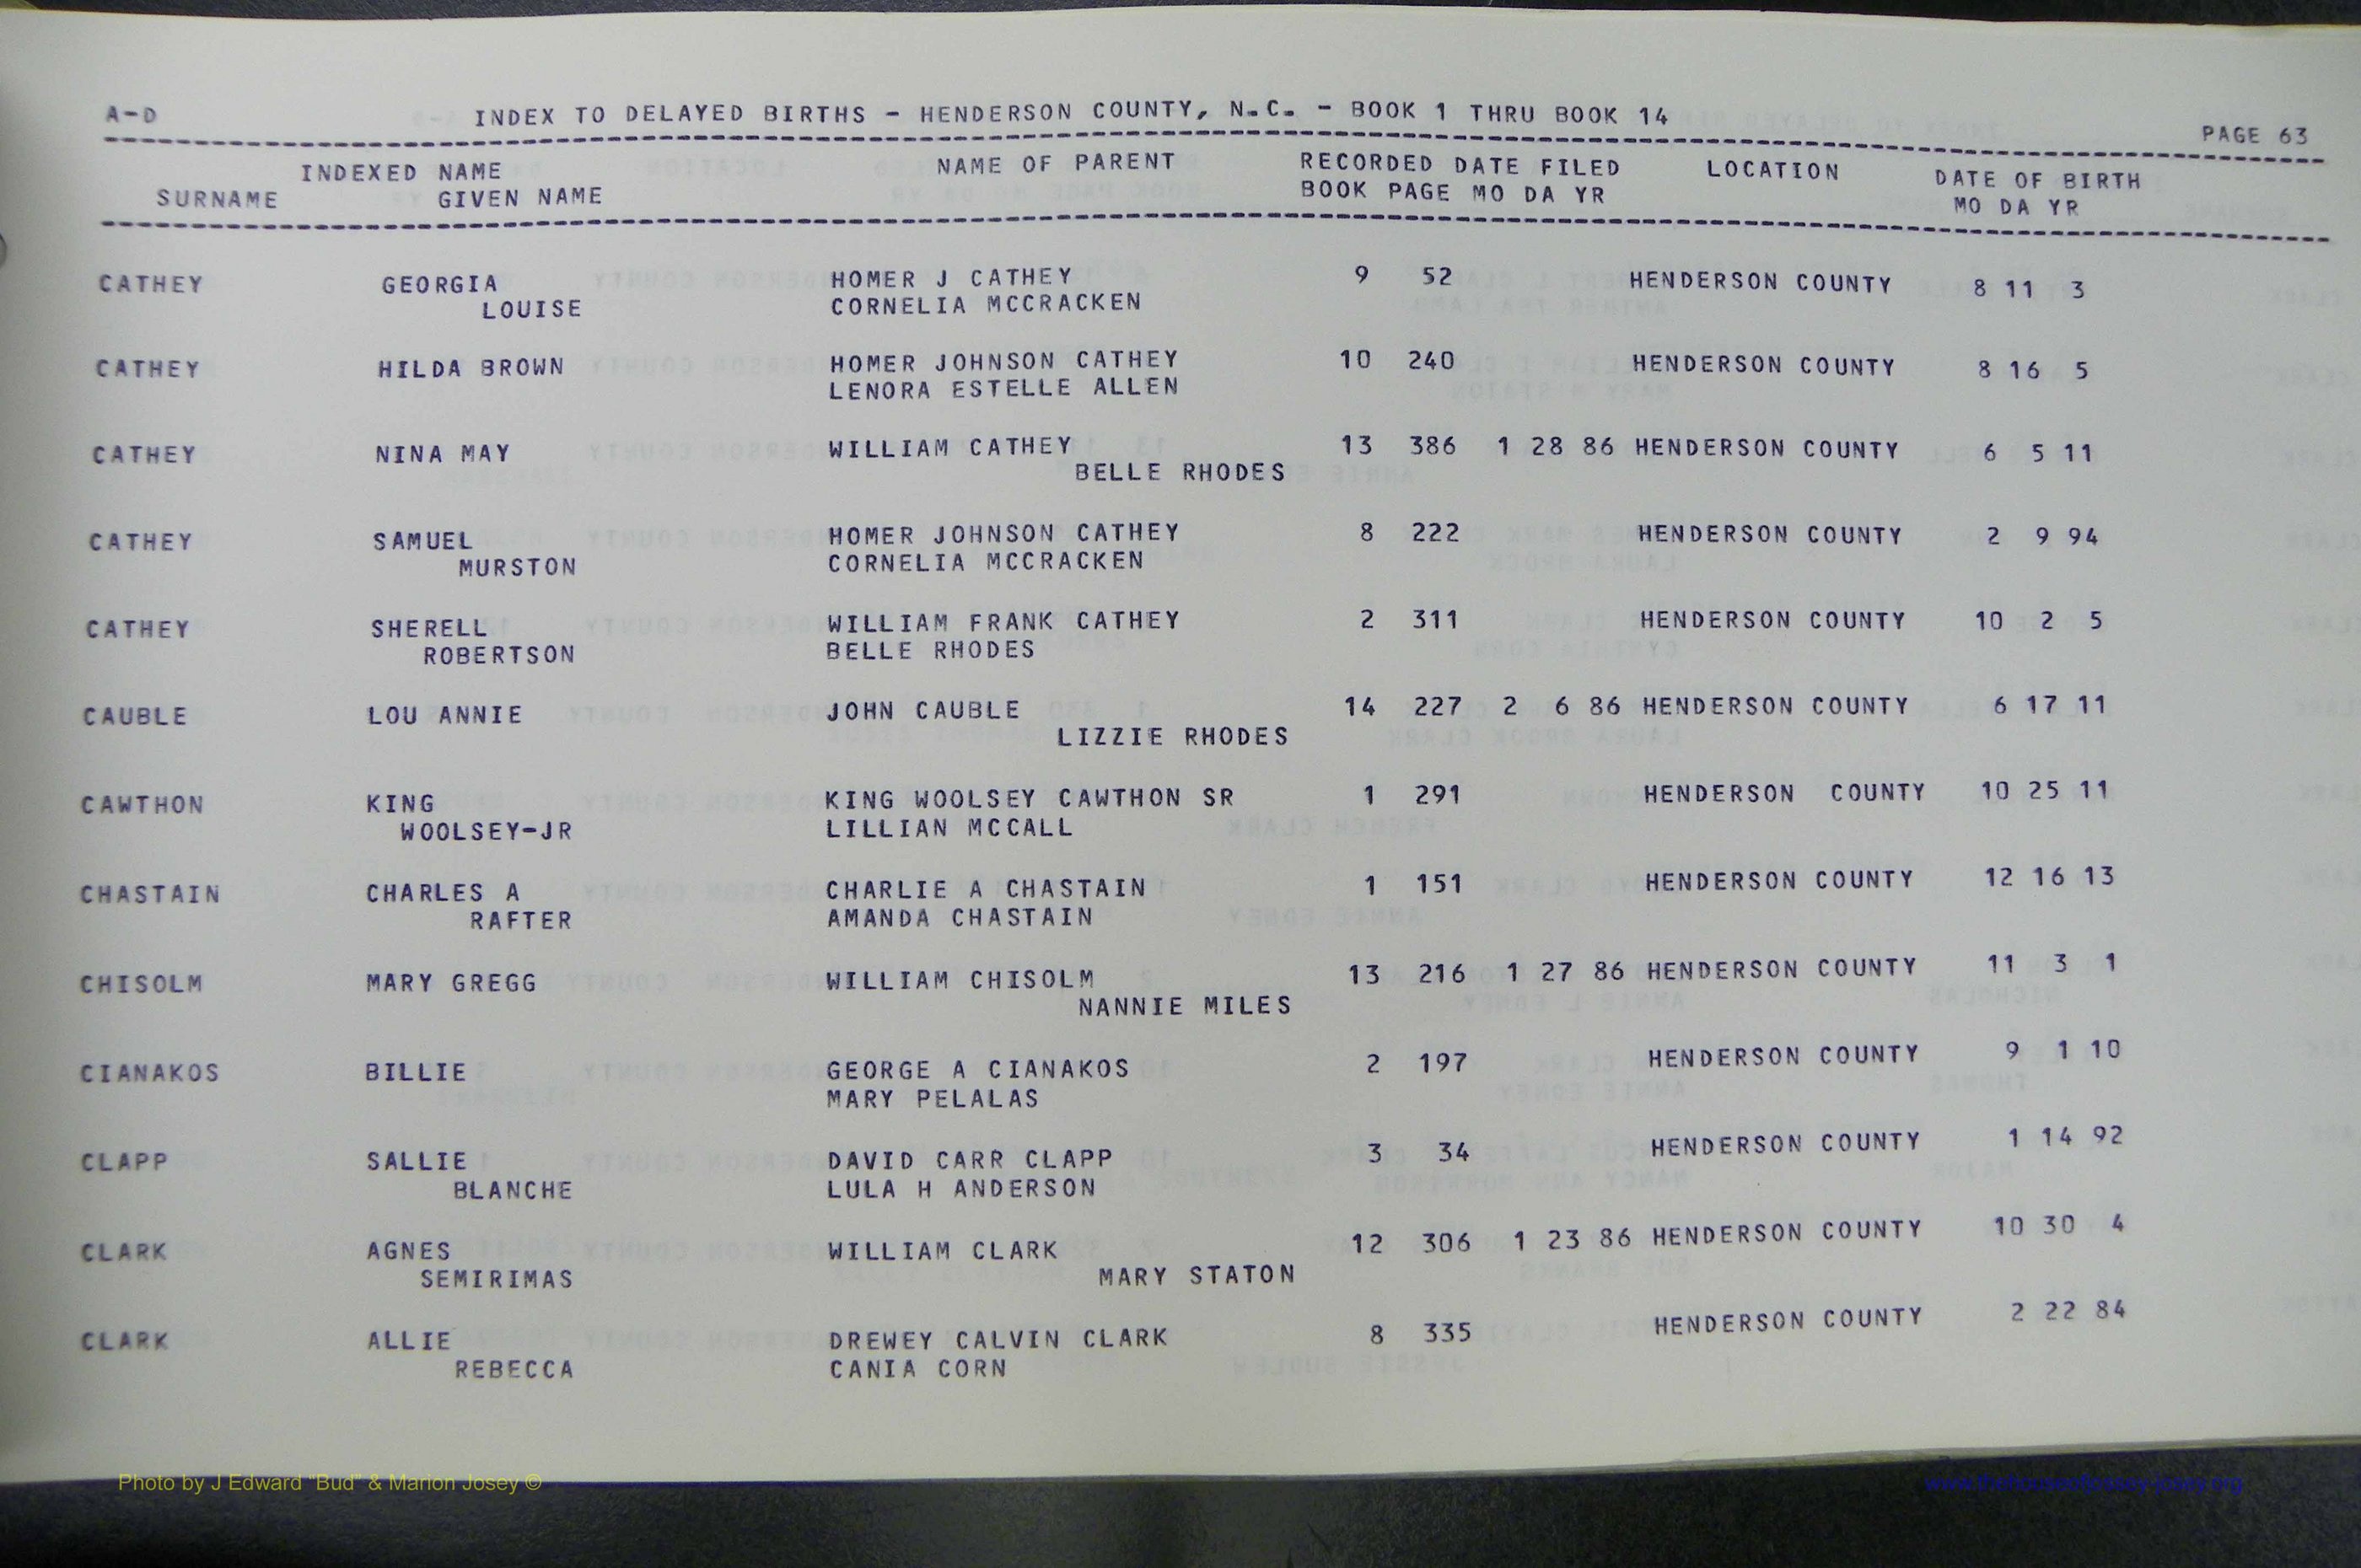 A-D INDEX TO DELAYED BIRTHS - HENDERSON COUNTY, N.C. - BOOK 1 THRU BOOK 14 PAGE 63
INDEXED NAME NAME OF PARENT RECORDED DATE FILED LOCATION DATE OF BIRTH
SURNAME GIVEN NAME BOOK PAGE MO DA YR MO DA YR
CATHEY GEORGIA HOMER J CATHEY 9 52 HENDERSON COUNTY 8 11 3
LOUISE CORNELIA MCCRACKEN
CATHEY HILDA BROWN HOMER JOHNSON CATHEY 10 240 HENDERSON COUNTY 8 16 5
LENORA ESTELLE ALLEN
CATHEY NINA MAY WILLIAM CATHEY 13 386 1 28 86 HENDERSON COUNTY 6 5 11
BELLE RHODES
CATHEY SAMUEL HOMER JOHNSON CATHEY 8 222 HENDERSON COUNTY 2 9 94
MURSTON CORNELIA MCCRACKEN
CATHEY SHERELL WILLIAM FRANK CATHEY 2 311 HENDERSON COUNTY 10 2 5
ROBERTSON BELLE RHODES
CAUBLE LOU ANNIE JOHN CAUBLE 14 227 2 6 86 HENDERSON COUNTY 6 17 11
LIZZIE RHODES
CAWTHON KING KING WOOLSEY CAWTHON SR 1 291 HENDERSON COUNTY 10 25 11
WOOLSEY-JR LILLIAN MCCALL
CHASTAIN CHARLES A CHARLIE A CHASTAIN 1 151 HENDERSON COUNTY 12 16 13
RAFTER AMANDA CHASTAIN
CHISOLM MARY GREGG WILLIAM CHISOLM 13 216 1 27 86 HENDERSON COUNTY 11 3 1
NANNIE MILES
CIANAKOS BILLIE GEORGE A CIANAKOS 2 197 HENDERSON COUNTY 9 1 10
MARY PELALAS
CLAPP SALLIE DAVID CARR CLAPP 3 34 HENDERSON COUNTY 1 14 92
BLANCHE LULA H ANDERSON
CLARK AGNES WILLIAM CLARK 12 306 1 23 86 HENDERSON COUNTY 10 30 4
SEMIRIMAS MARY STATON
CLARK ALLIE DREWEY CALVIN CLARK 8 335 HENDERSON COUNTY 2 22 84
REBECCA CANIA CORN
Photo by J Edward "Bud" & Marion Josey ©